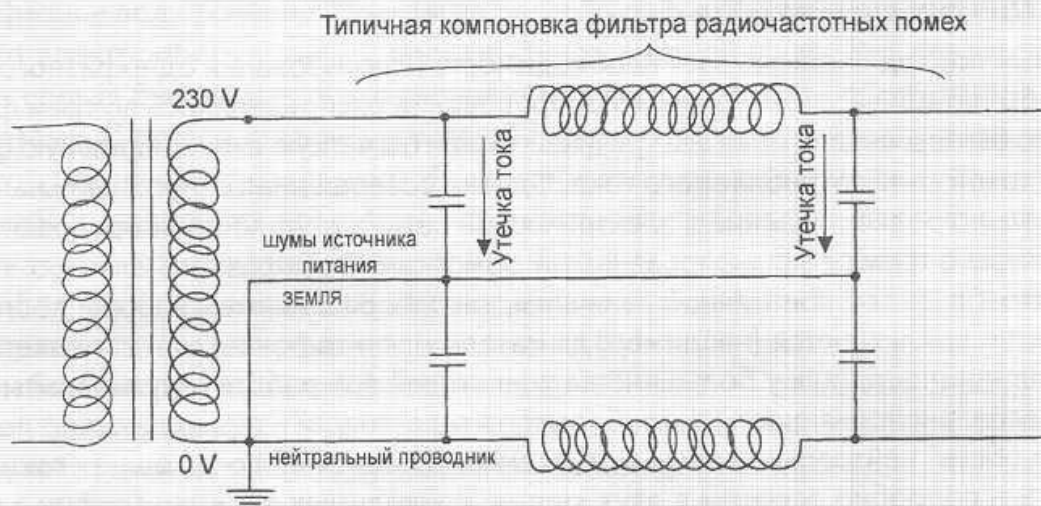 Типичная компоновка фильтра радиочастотных помех
230 V
Утечка тока
Утечка тока
шумы источника
питания
ЗЕМЛЯ
0 V
нейтральный проводник